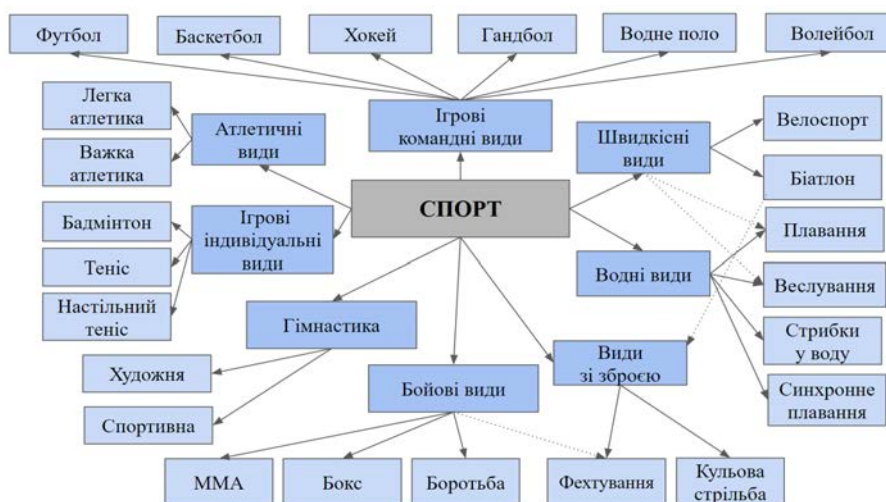 Футбол
Баскетбол
Хокей
Гандбол
Водне поло
Волейбол
Легка
атлетика
Атлетичні
види
Ігрові
командні види
Швидкісні
види
Велоспорт
Важка
атлетика
Біатлон
СПОРТ
Бадмінтон
Ігрові
індивідуальні
види
Плавання
Теніс
Водні види
Веслування
Настільний
теніс
Гімнастика
Стрибки
у воду
Художня
Бойові види
Види
зі зброєю
Синхронне
плавання
Спортивна
ММА
Бокс
Боротьба
Фехтування
Кульова
стрільба